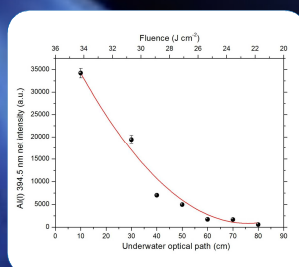 Fluence (J cm⁻²)
36 34 32 30 28 26 24 22 20
35000
30000
25000
20000
15000
10000
5000
0
Al(I) 394,5 nm net intensity (a.u.)
0 10 20 30 40 50 60 70 80 90
Underwater optical path (cm)